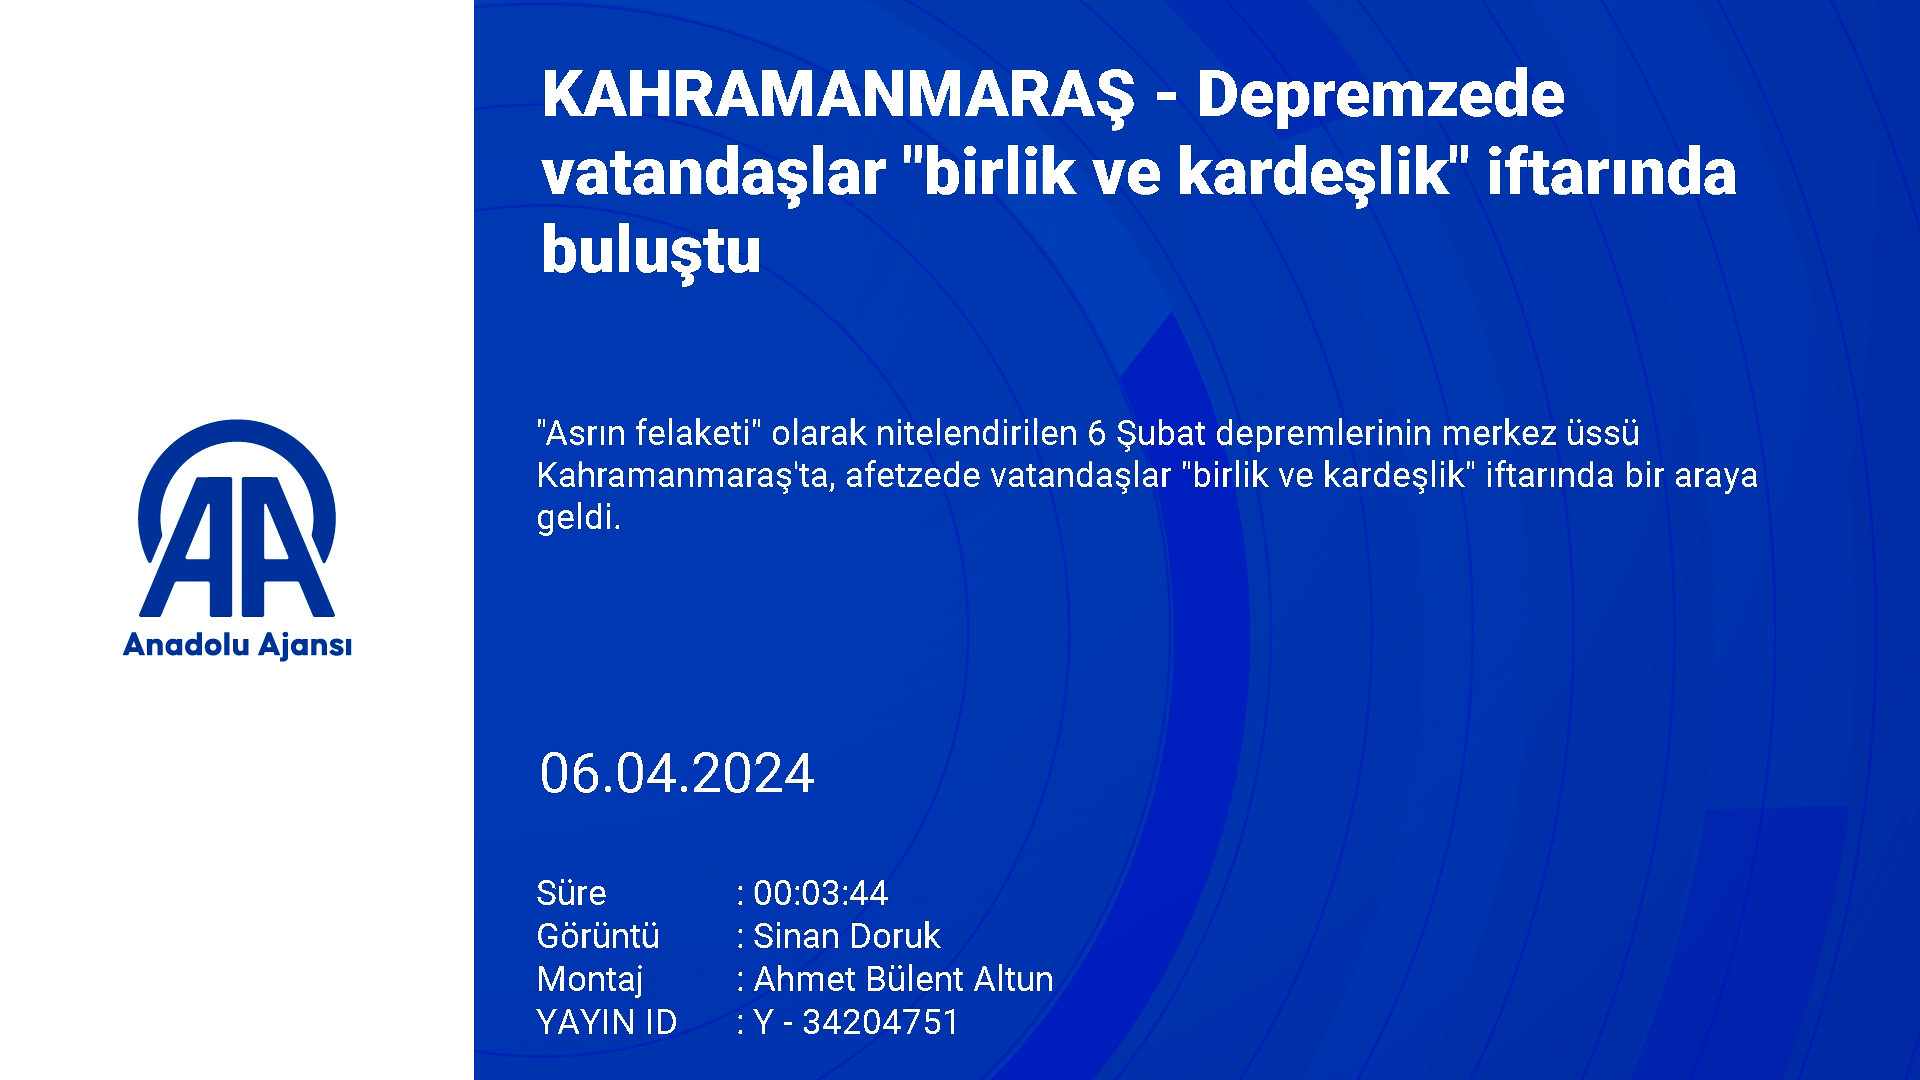 KAHRAMANMARAŞ - Depremzede
vatandaşlar "birlik ve kardeşlik" iftarında
buluştu
"Asrın felaketi" olarak nitelendirilen 6 Şubat depremlerinin merkez üssü
Kahramanmaraş'ta, afetzede vatandaşlar "birlik ve kardeşlik" iftarında bir araya
geldi.
AA
Anadolu Ajansı
06.04.2024
Süre : 00:03:44
Görüntü : Sinan Doruk
Montaj : Ahmet Bülent Altun
YAYIN ID : Y - 34204751